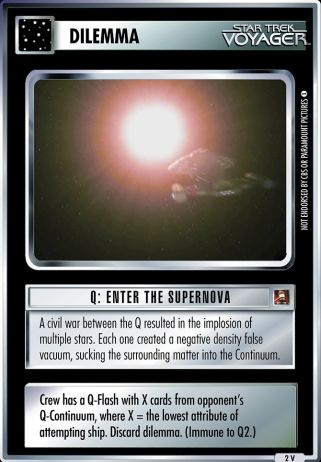 DILEMMA
STAR TREK
VOYAGER
NOT ENDORSED BY CBS OR PARAMOUNT PICTURES
Q: ENTER THE SUPERNOVA
A civil war between the Q resulted in the implosion of
multiple stars. Each one created a negative density false
vacuum, sucking the surrounding matter into the Continuum.
Crew has a Q-Flash with X cards from opponent's
Q-Continuum, where X = the lowest attribute of
attempting ship. Discard dilemma. (Immune to Q2.)
2 V